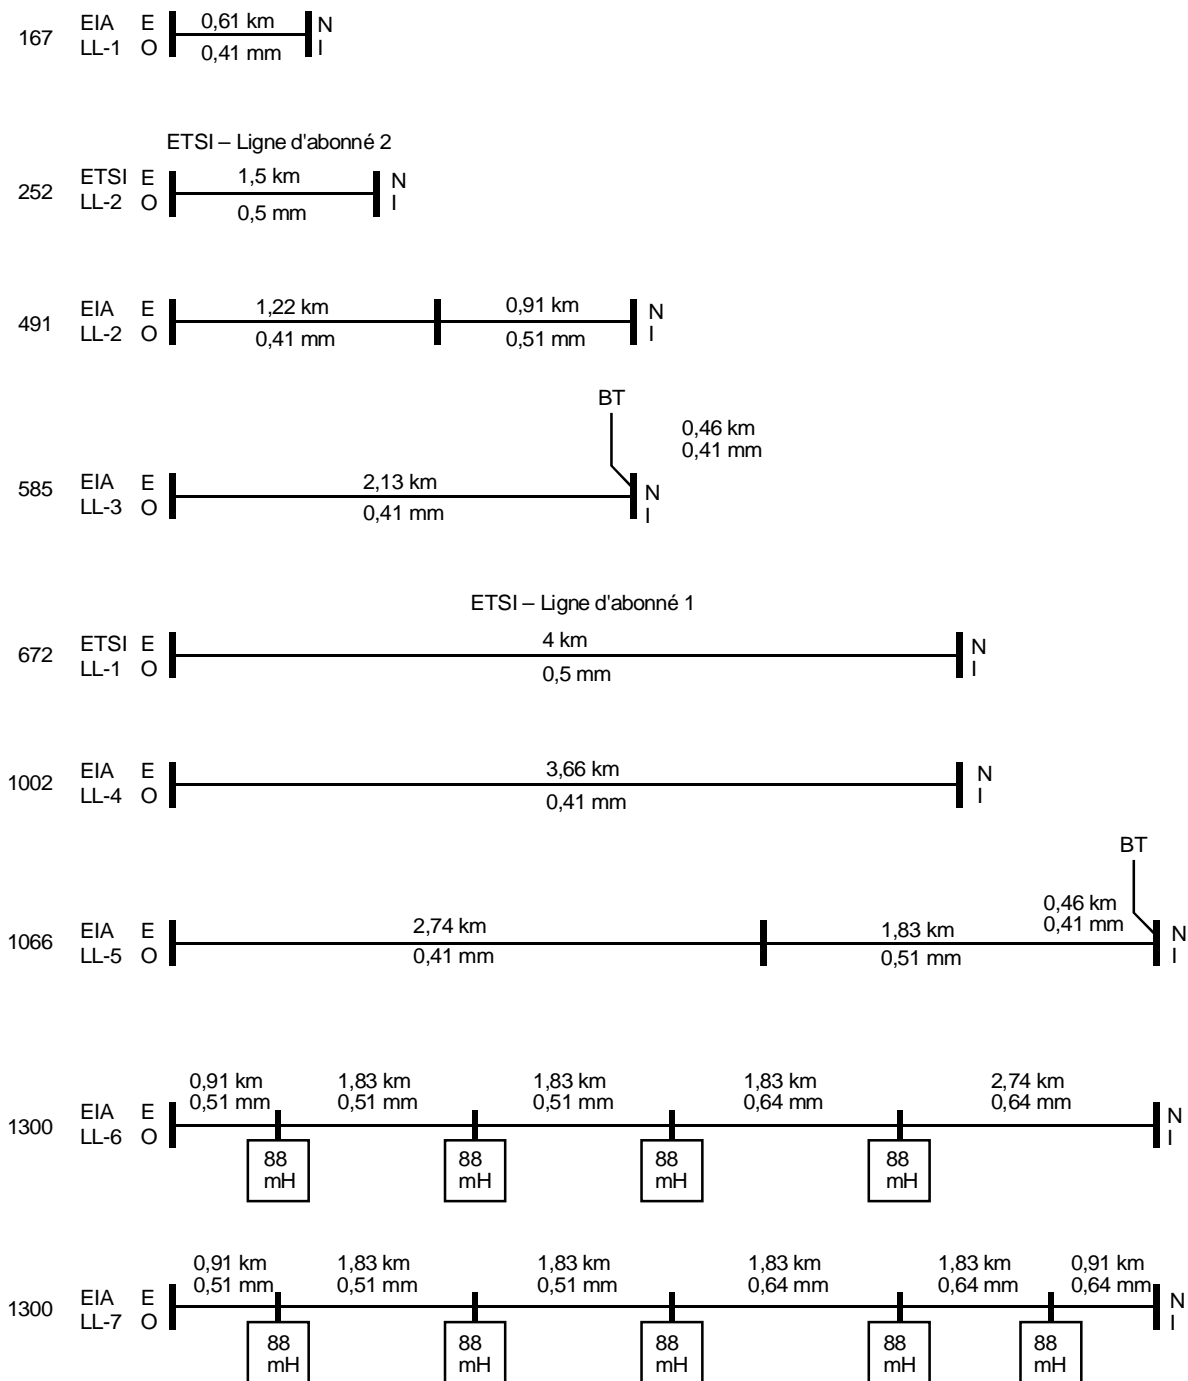 167 EIA E 0,61 km N
LL-1 O 0,41 mm I
ETSI – Ligne d'abonné 2
252 ETSI E 1,5 km N
LL-2 O 0,5 mm I
491 EIA E 1,22 km 0,91 km N
LL-2 O 0,41 mm 0,51 mm I
BT
0,46 km
0,41 mm
585 EIA E 2,13 km N
LL-3 O 0,41 mm I
ETSI – Ligne d'abonné 1
672 ETSI E 4 km N
LL-1 O 0,5 mm I
1002 EIA E 3,66 km N
LL-4 O 0,41 mm I
BT
0,46 km
0,41 mm
1066 EIA E 2,74 km 1,83 km N
LL-5 O 0,41 mm 0,51 mm I
0,91 km 1,83 km 1,83 km 1,83 km 2,74 km
0,51 mm 0,51 mm 0,51 mm 0,64 mm 0,64 mm
1300 EIA E N
LL-6 O I
88 88 88 88
mH mH mH mH
0,91 km 1,83 km 1,83 km 1,83 km 1,83 km 0,91 km
0,51 mm 0,51 mm 0,51 mm 0,64 mm 0,64 mm 0,64 mm
1300 EIA E N
LL-7 O I
88 88 88 88 88
mH mH mH mH mH